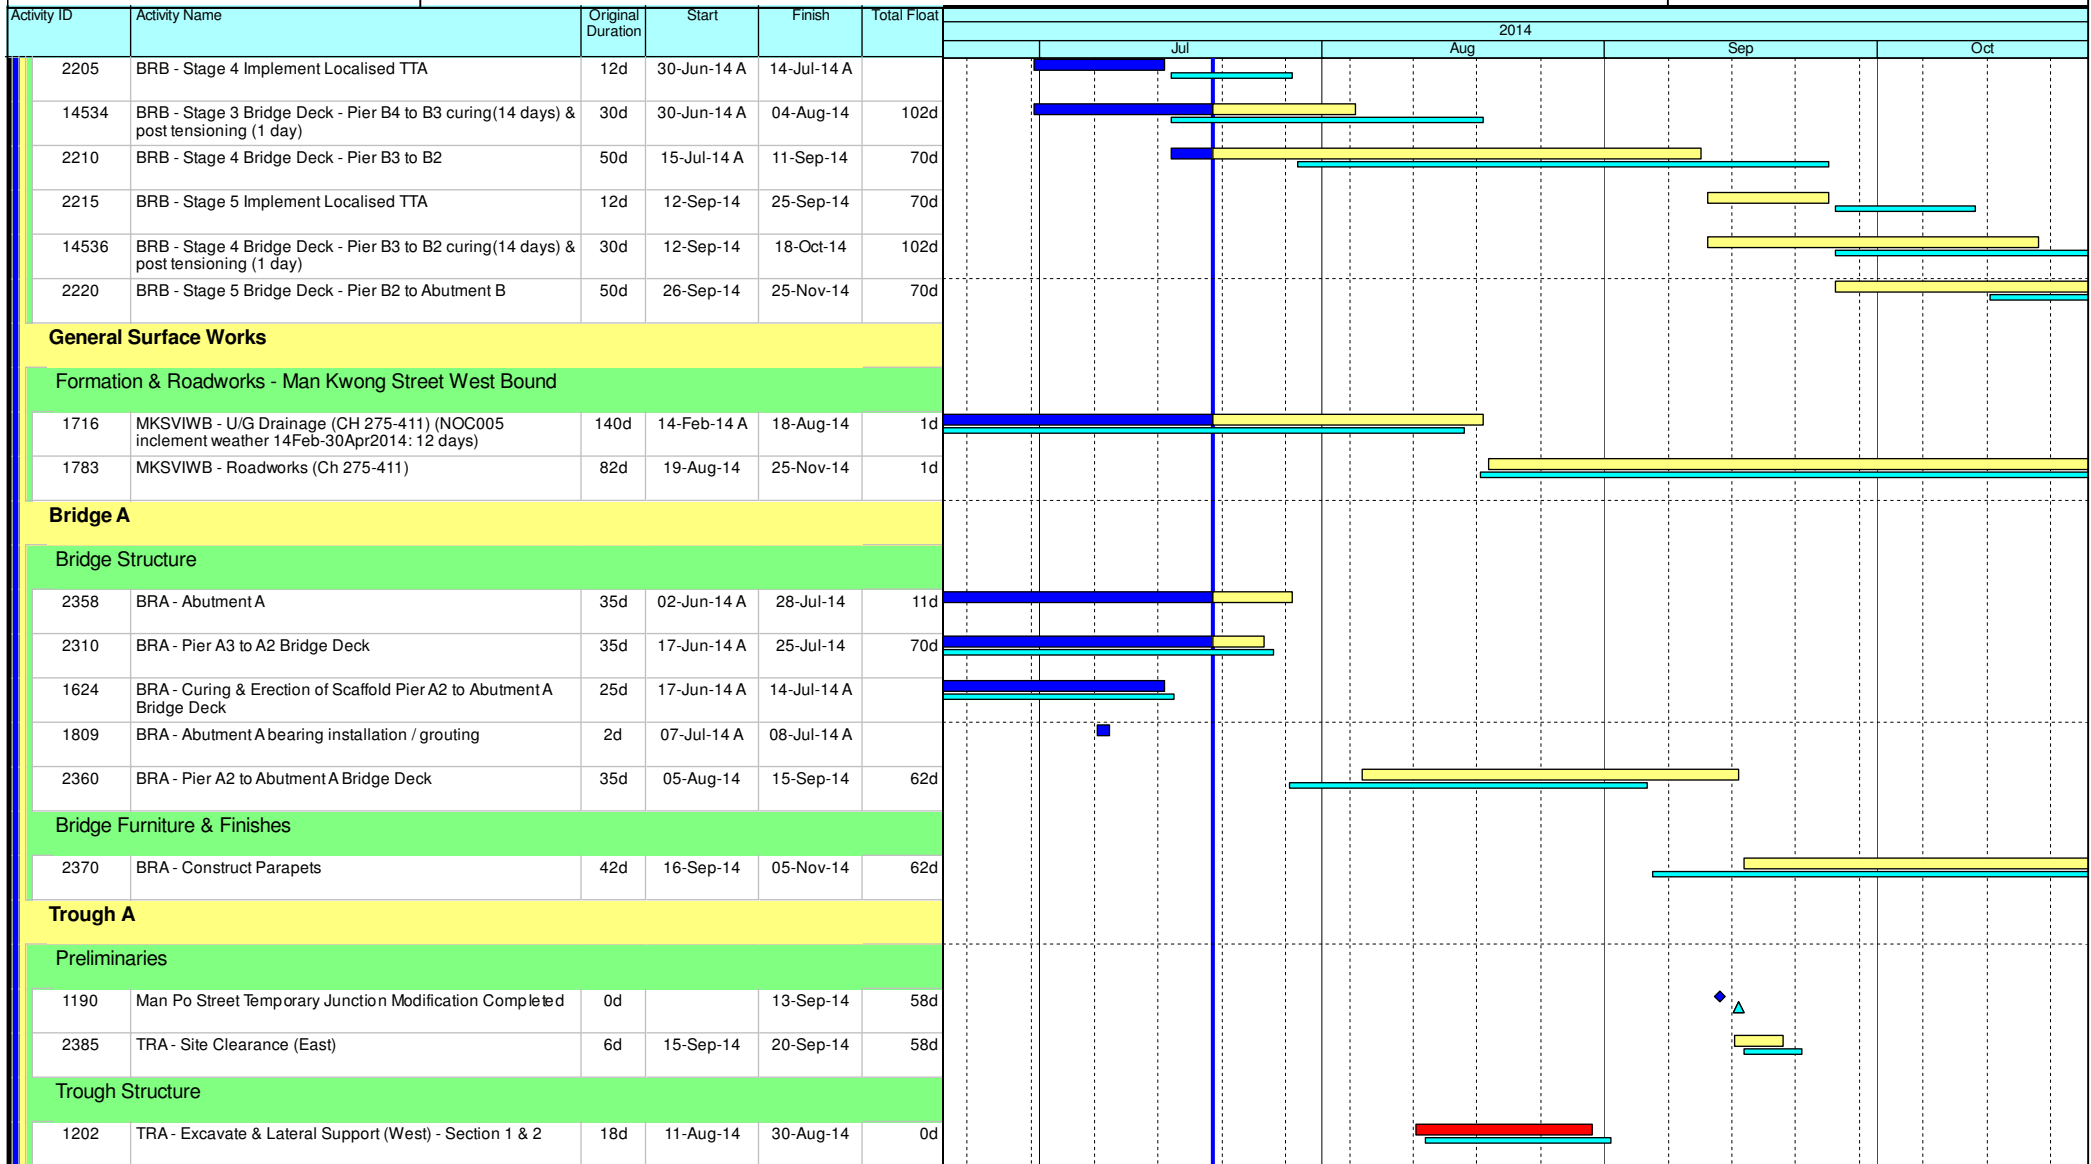 Activity ID Activity Name Original Duration Start Finish Total Float
2014
Jul Aug Sep Oct
2205 BRB - Stage 4 Implement Localised TTA 12d 30-Jun-14 A 14-Jul-14 A
14534 BRB - Stage 3 Bridge Deck - Pier B4 to B3 curing(14 days) & 30d 30-Jun-14 A 04-Aug-14 102d
post tensioning (1 day)
2210 BRB - Stage 4 Bridge Deck - Pier B3 to B2 50d 15-Jul-14 A 11-Sep-14 70d
2215 BRB - Stage 5 Implement Localised TTA 12d 12-Sep-14 25-Sep-14 70d
14536 BRB - Stage 4 Bridge Deck - Pier B3 to B2 curing(14 days) & 30d 12-Sep-14 18-Oct-14 102d
post tensioning (1 day)
2220 BRB - Stage 5 Bridge Deck - Pier B2 to Abutment B 50d 26-Sep-14 25-Nov-14 70d
General Surface Works
Formation & Roadworks - Man Kwong Street West Bound
1716 MKSVIWB - U/G Drainage (CH 275-411) (NOC005 140d 14-Feb-14 A 18-Aug-14 1d
inclement weather 14Feb-30Apr2014: 12 days)
1783 MKSVIWB - Roadworks (Ch 275-411) 82d 19-Aug-14 25-Nov-14 1d
Bridge A
Bridge Structure
2358 BRA - Abutment A 35d 02-Jun-14 A 28-Jul-14 11d
2310 BRA - Pier A3 to A2 Bridge Deck 35d 17-Jun-14 A 25-Jul-14 70d
1624 BRA - Curing & Erection of Scaffold Pier A2 to Abutment A 25d 17-Jun-14 A 14-Jul-14 A
Bridge Deck
1809 BRA - Abutment A bearing installation / grouting 2d 07-Jul-14 A 08-Jul-14 A
2360 BRA - Pier A2 to Abutment A Bridge Deck 35d 05-Aug-14 15-Sep-14 62d
Bridge Furniture & Finishes
2370 BRA - Construct Parapets 42d 16-Sep-14 05-Nov-14 62d
Trough A
Preliminaries
1190 Man Po Street Temporary Junction Modification Completed 0d 13-Sep-14 58d
2385 TRA - Site Clearance (East) 6d 15-Sep-14 20-Sep-14 58d
Trough Structure
1202 TRA - Excavate & Lateral Support (West) - Section 1 & 2 18d 11-Aug-14 30-Aug-14 0d